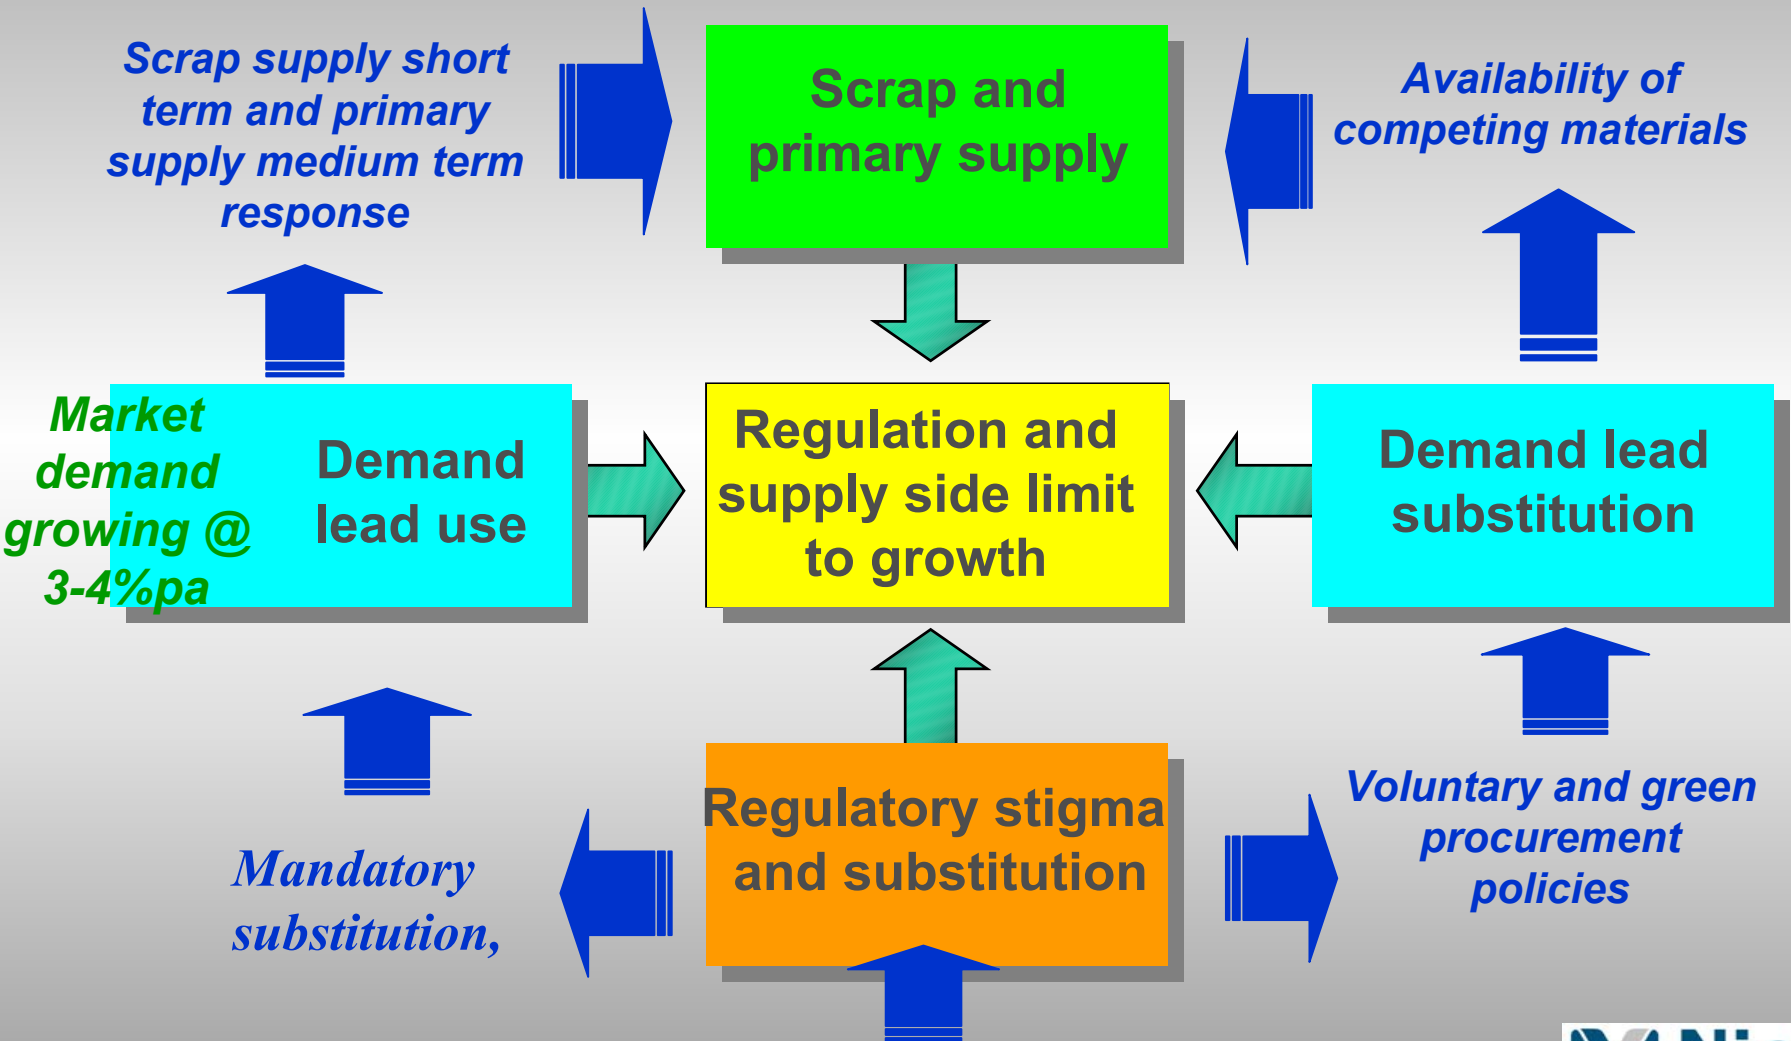 Scrap supply short
term and primary
supply medium term
response
Scrap and
primary supply
Availability of
competing materials
Market
demand
growing @
3-4%pa
Demand
lead use
Regulation and
supply side limit
to growth
Demand lead
substitution
Mandatory
substitution,
Regulatory stigma
and substitution
Voluntary and green
procurement
policies